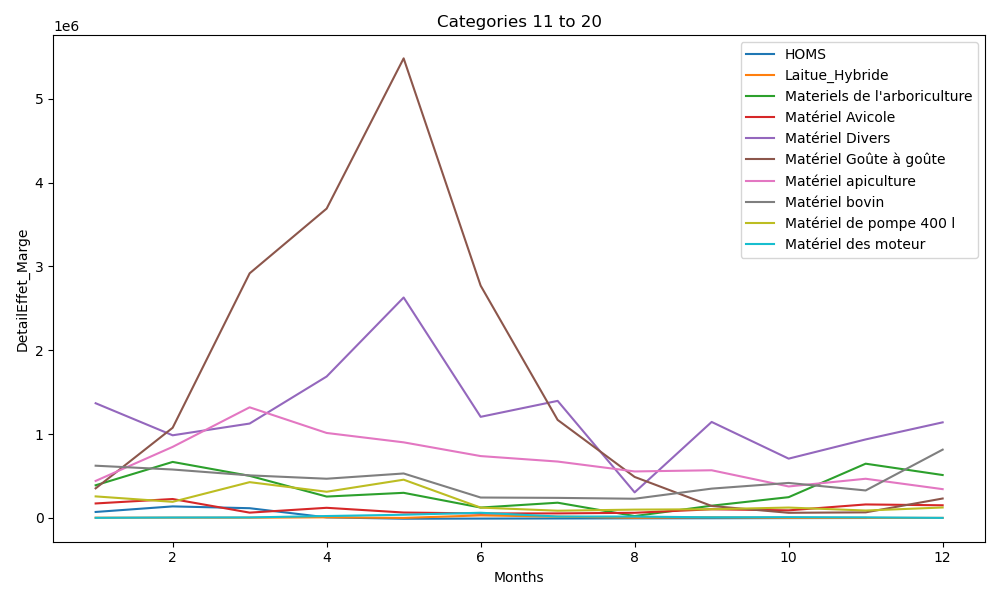 Categories 11 to 20
1e6
HOMS
Laitue_Hybride
Materiels de l'arboriculture
Matériel Avicole
Matériel Divers
Matériel Goûte à goûte
Matériel apiculture
Matériel bovin
Matériel de pompe 400 l
Matériel des moteur
DetailEffet_Marge
5
4
3
2
1
0
2
4
6
8
10
12
Months